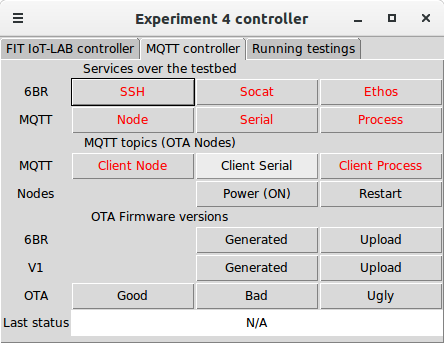 Experiment 4 controller
FIT IoT-LAB controller MQTT controller Running testings
Services over the testbed
6BR SSH Socat Ethos
MQTT Node Serial Process
MQTT topics (OTA Nodes)
MQTT Client Node Client Serial Client Process
Nodes Power (ON) Restart
OTA Firmware versions
6BR Generated Upload
V1 Generated Upload
OTA Good Bad Ugly
Last status N/A